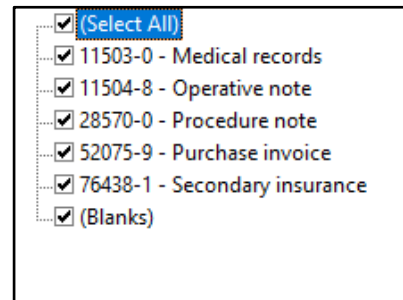 (Select All)
11503-0 - Medical records
11504-8 - Operative note
28570-0 - Procedure note
52075-9 - Purchase invoice
76438-1 - Secondary insurance
(Blanks)